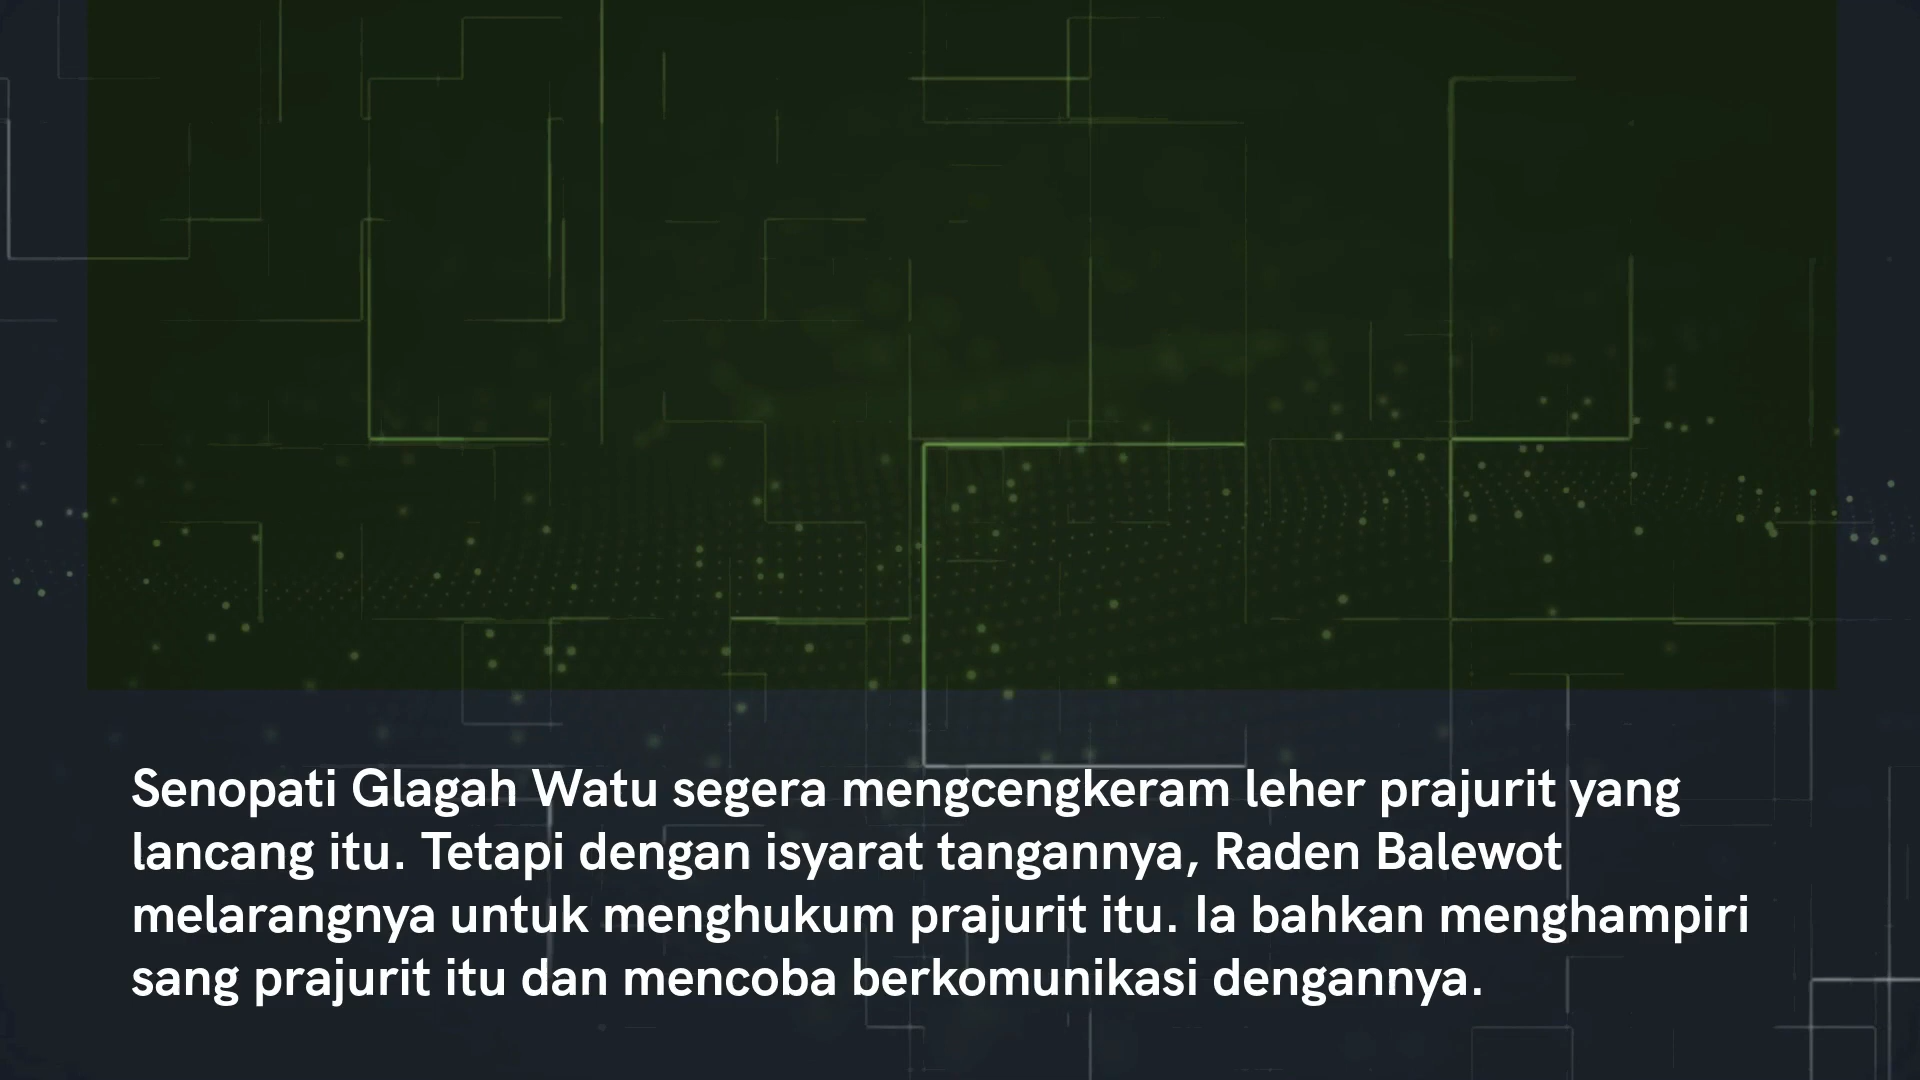 Senopati Glagah Watu segera mengcengkeram leher prajurit yang
lancang itu. Tetapi dengan isyarat tangannya, Raden Balewot
melarangnya untuk menghukum prajurit itu. Ia bahkan menghampiri
sang prajurit itu dan mencoba berkomunikasi dengannya.